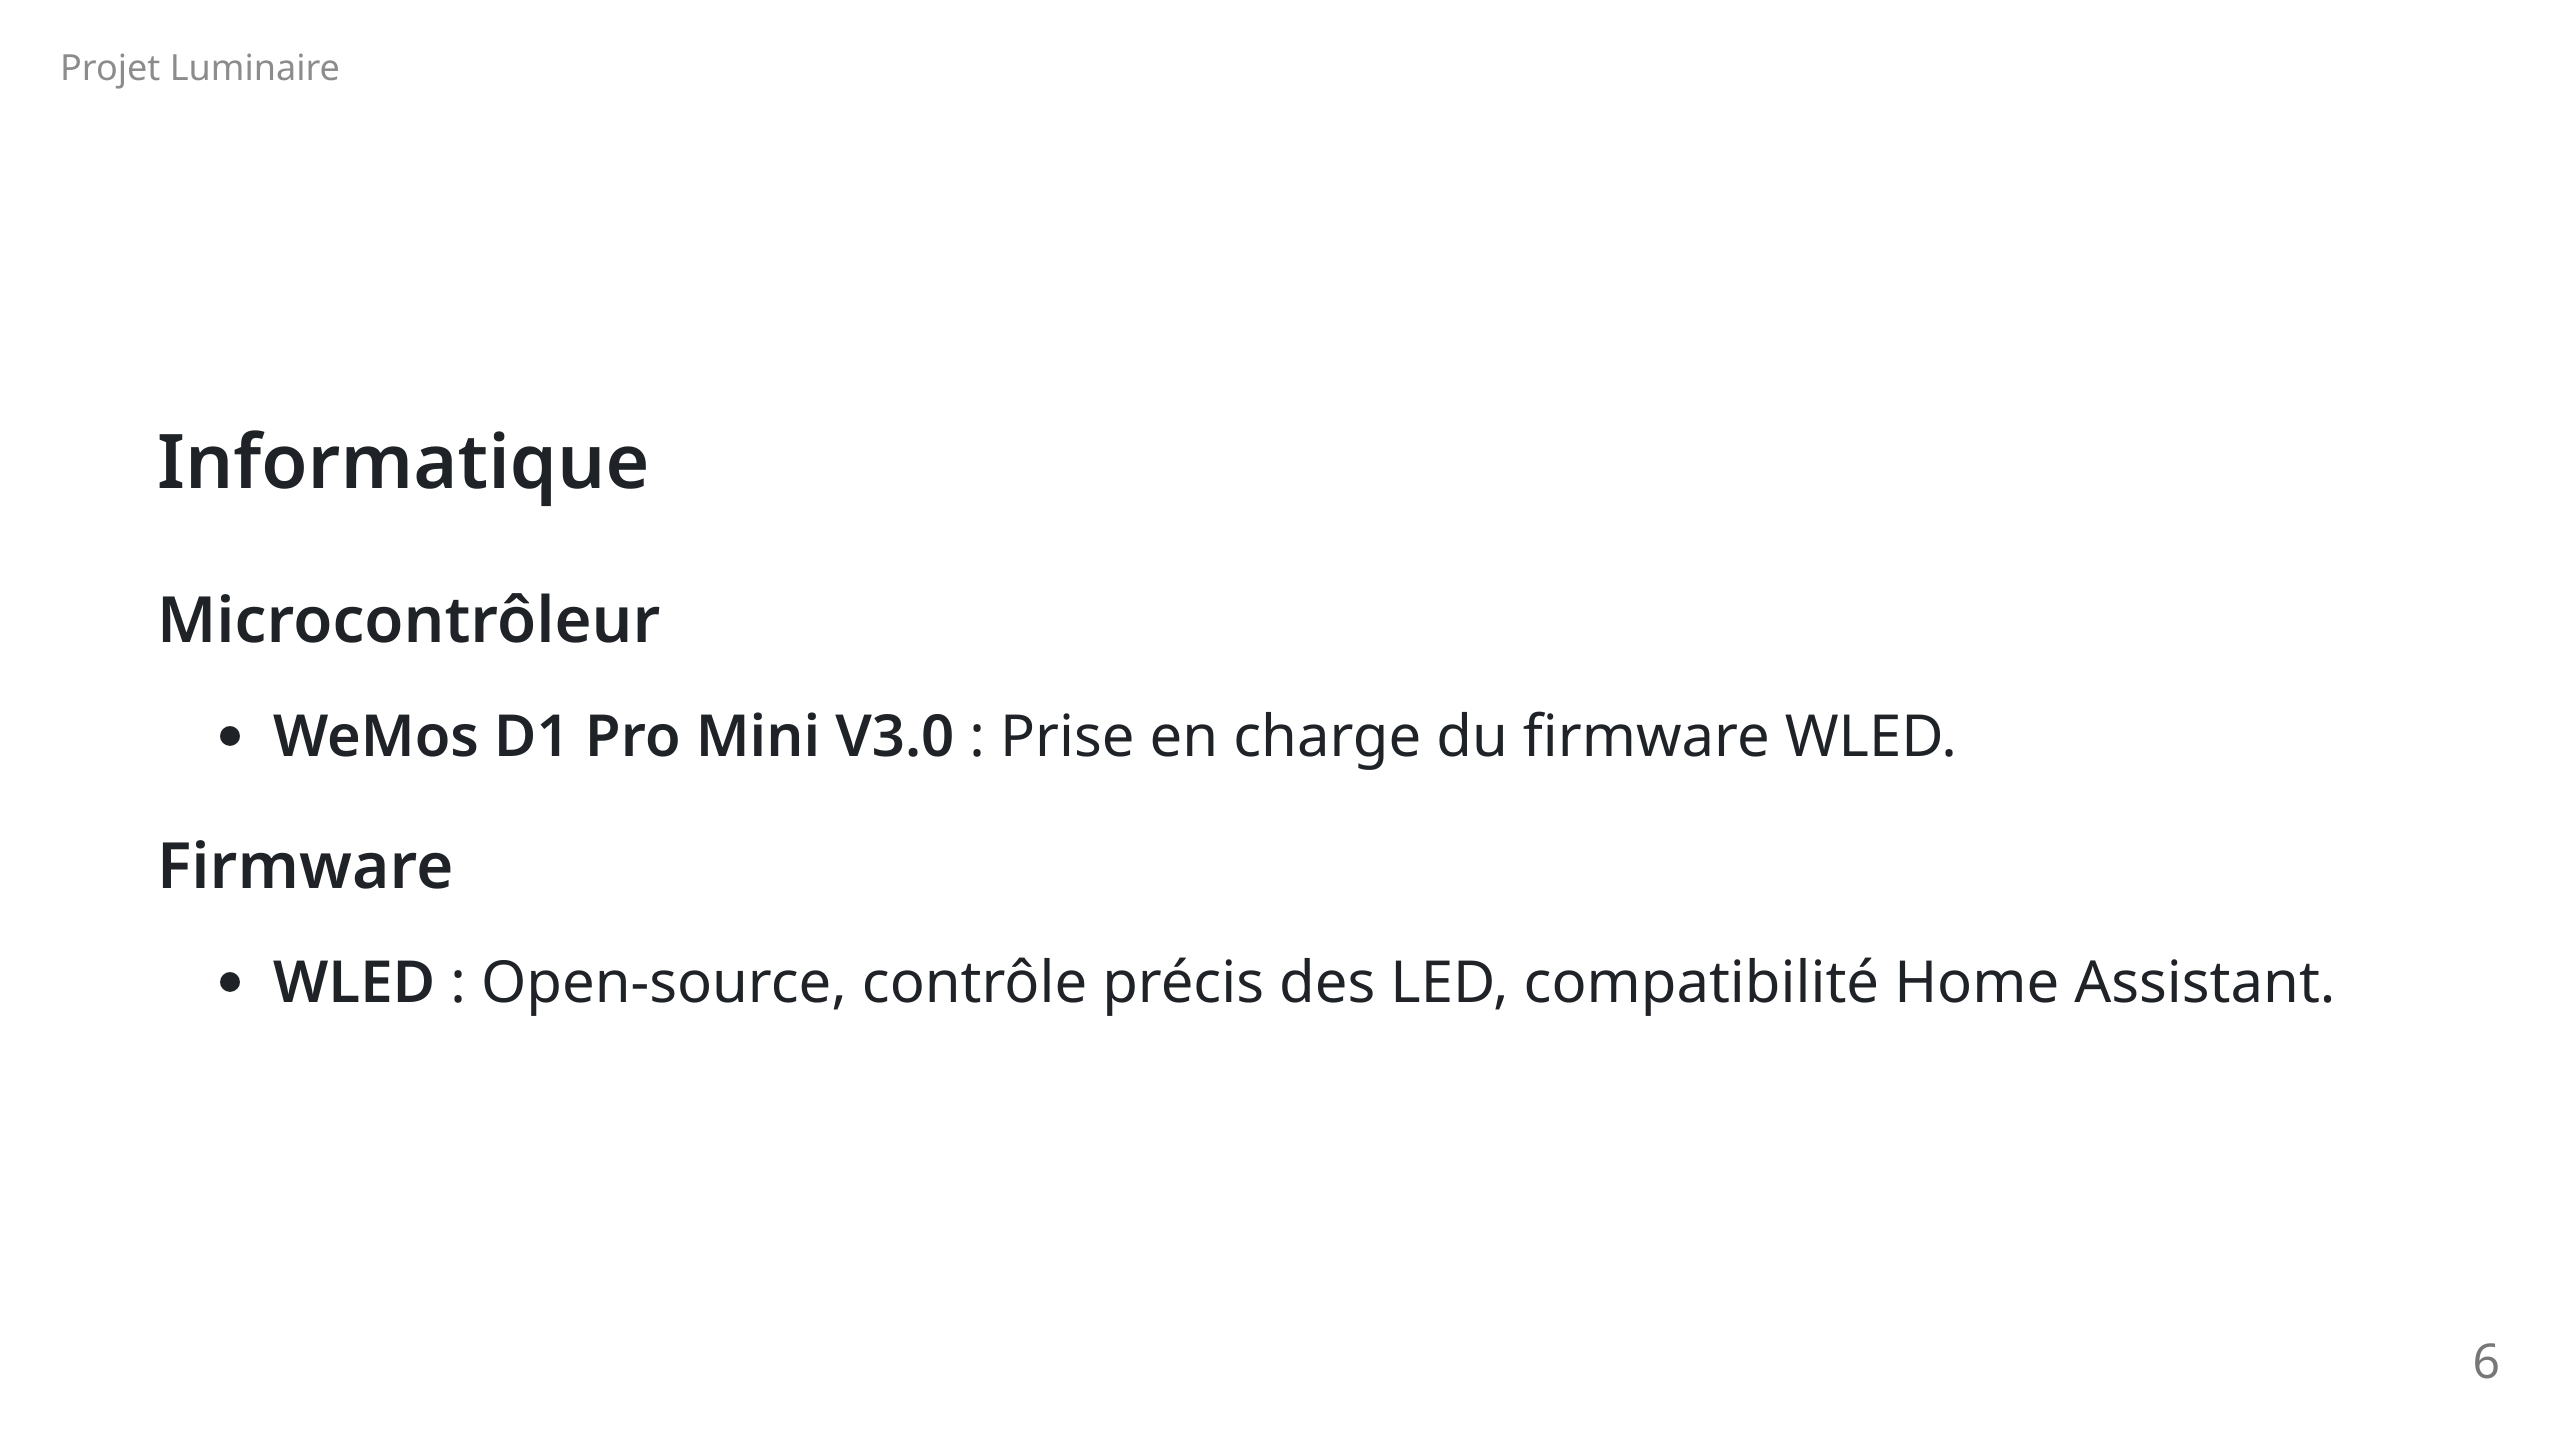 Projet Luminaire
Informatique
Microcontrôleur
• WeMos D1 Pro Mini V3.0 : Prise en charge du firmware WLED.
Firmware
• WLED : Open-source, contrôle précis des LED, compatibilité Home Assistant.
6